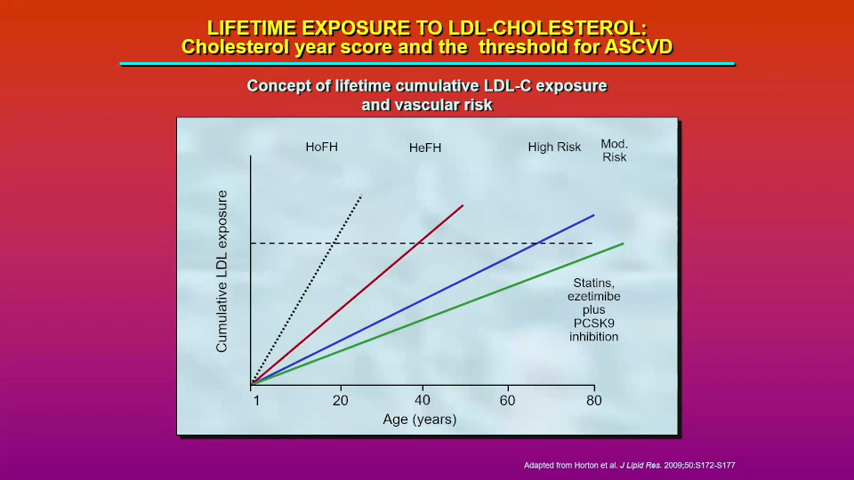 LIFETIME EXPOSURE TO LDL-CHOLESTEROL:
Cholesterol year score and the threshold for ASCVD
Concept of lifetime cumulative LDL-C exposure
and vascular risk
HoFH
HeFH
High Risk
Mod.
Risk
Cumulative LDL exposure
Statins,
ezetimibe
plus
PCSK9
inhibition
1 20 40 60 80
Age (years)
Adapted from Horton et al. J Lipid Res. 2009;50:S172-S177